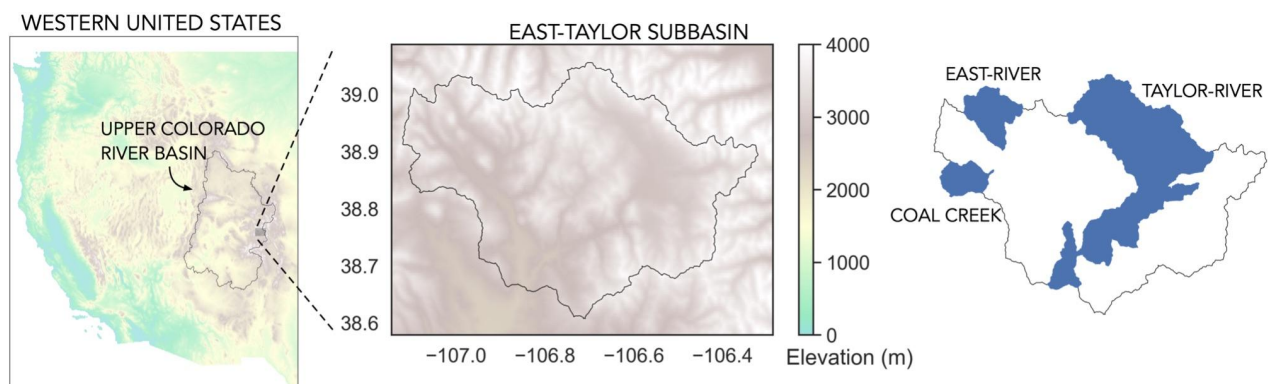 WESTERN UNITED STATES
UPPER COLORADO
RIVER BASIN
EAST-TAYLOR SUBBASIN
39.0
38.9
38.8
38.7
38.6
−107.0
−106.8
−106.6
−106.4
4000
3000
2000
1000
0
Elevation (m)
EAST-RIVER
TAYLOR-RIVER
COAL CREEK